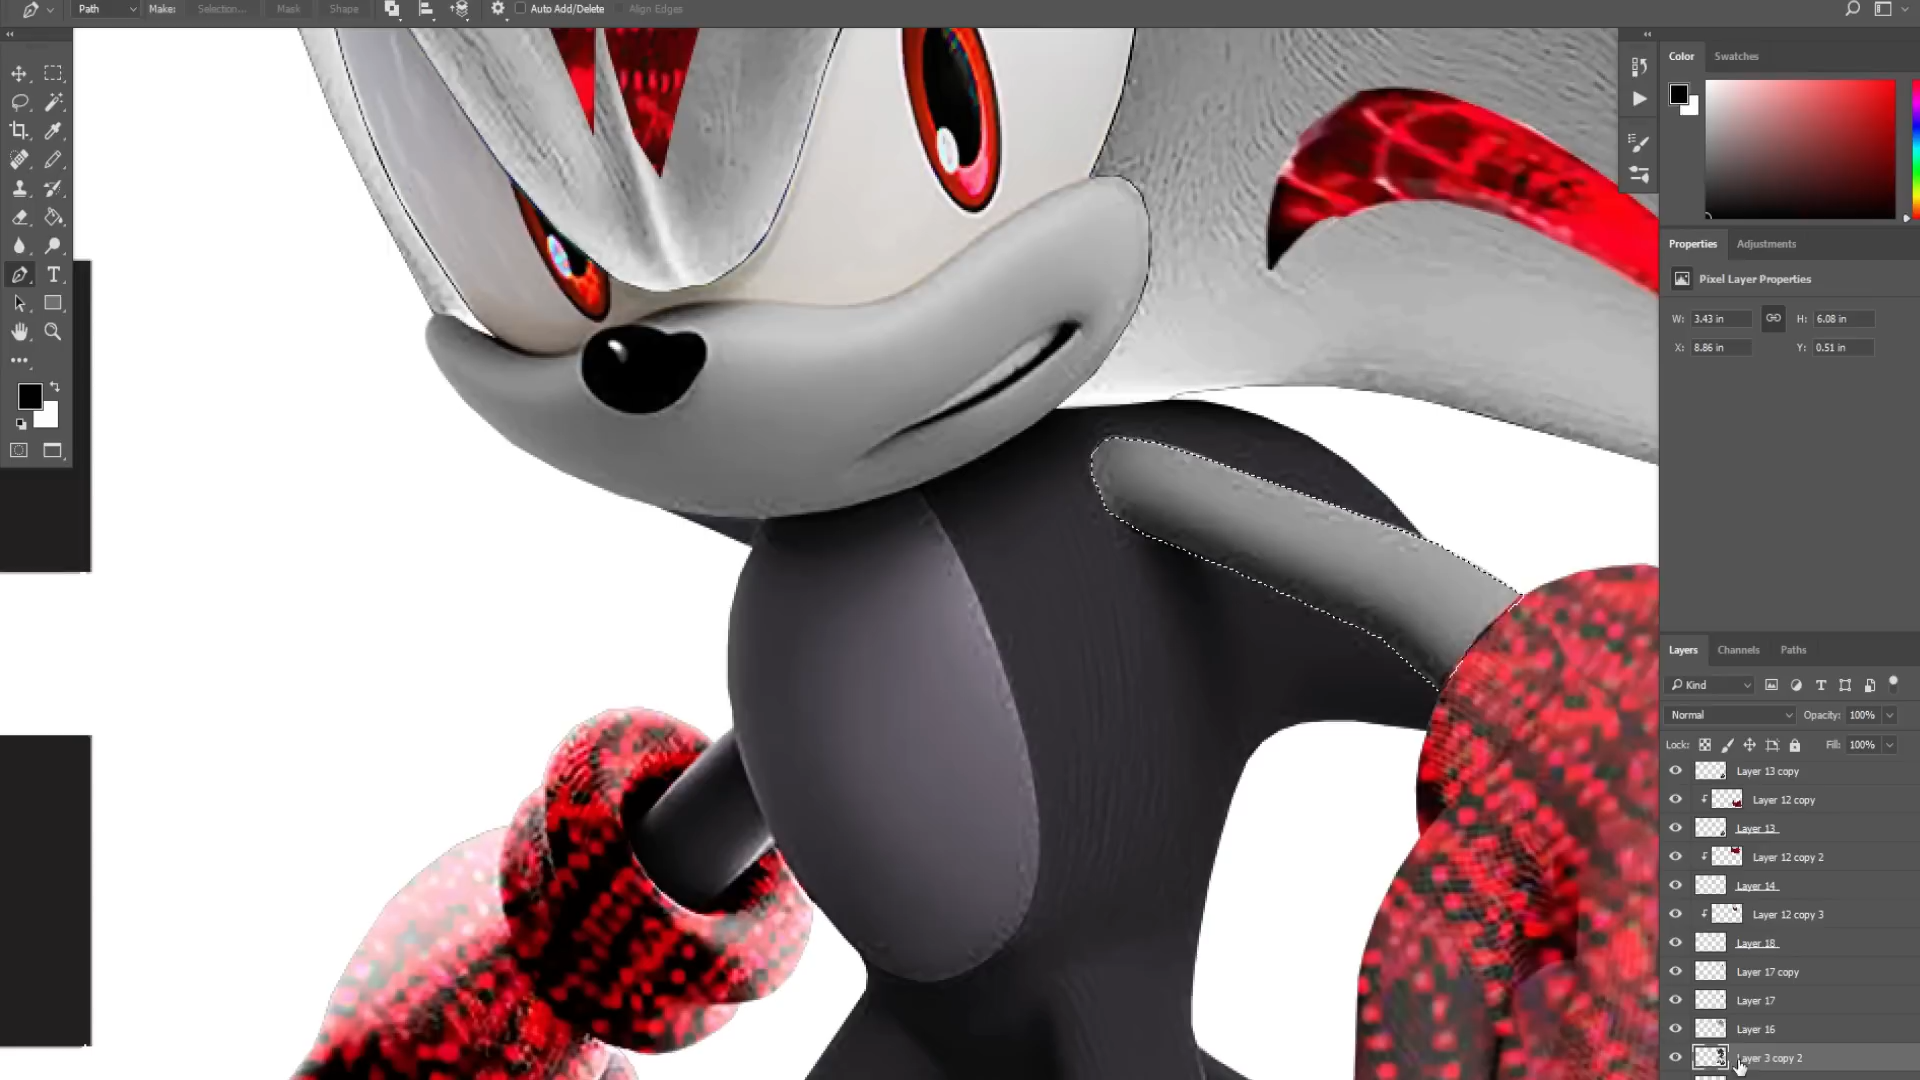 Path Make: Selection... Mask Shape Auto Add/Delete Align Edges
Color Swatches
Properties Adjustments
Pixel Layer Properties
W: 3.43 in H: 6.08 in
X: 8.86 in Y: 0.51 in
Layers Channels Paths
Kind
Normal Opacity: 100%
Lock: Fill: 100%
Layer 13 copy
Layer 12 copy
Layer 13
Layer 12 copy 2
Layer 14
Layer 12 copy 3
Layer 18
Layer 17 copy
Layer 17
Layer 16
Layer 3 copy 2